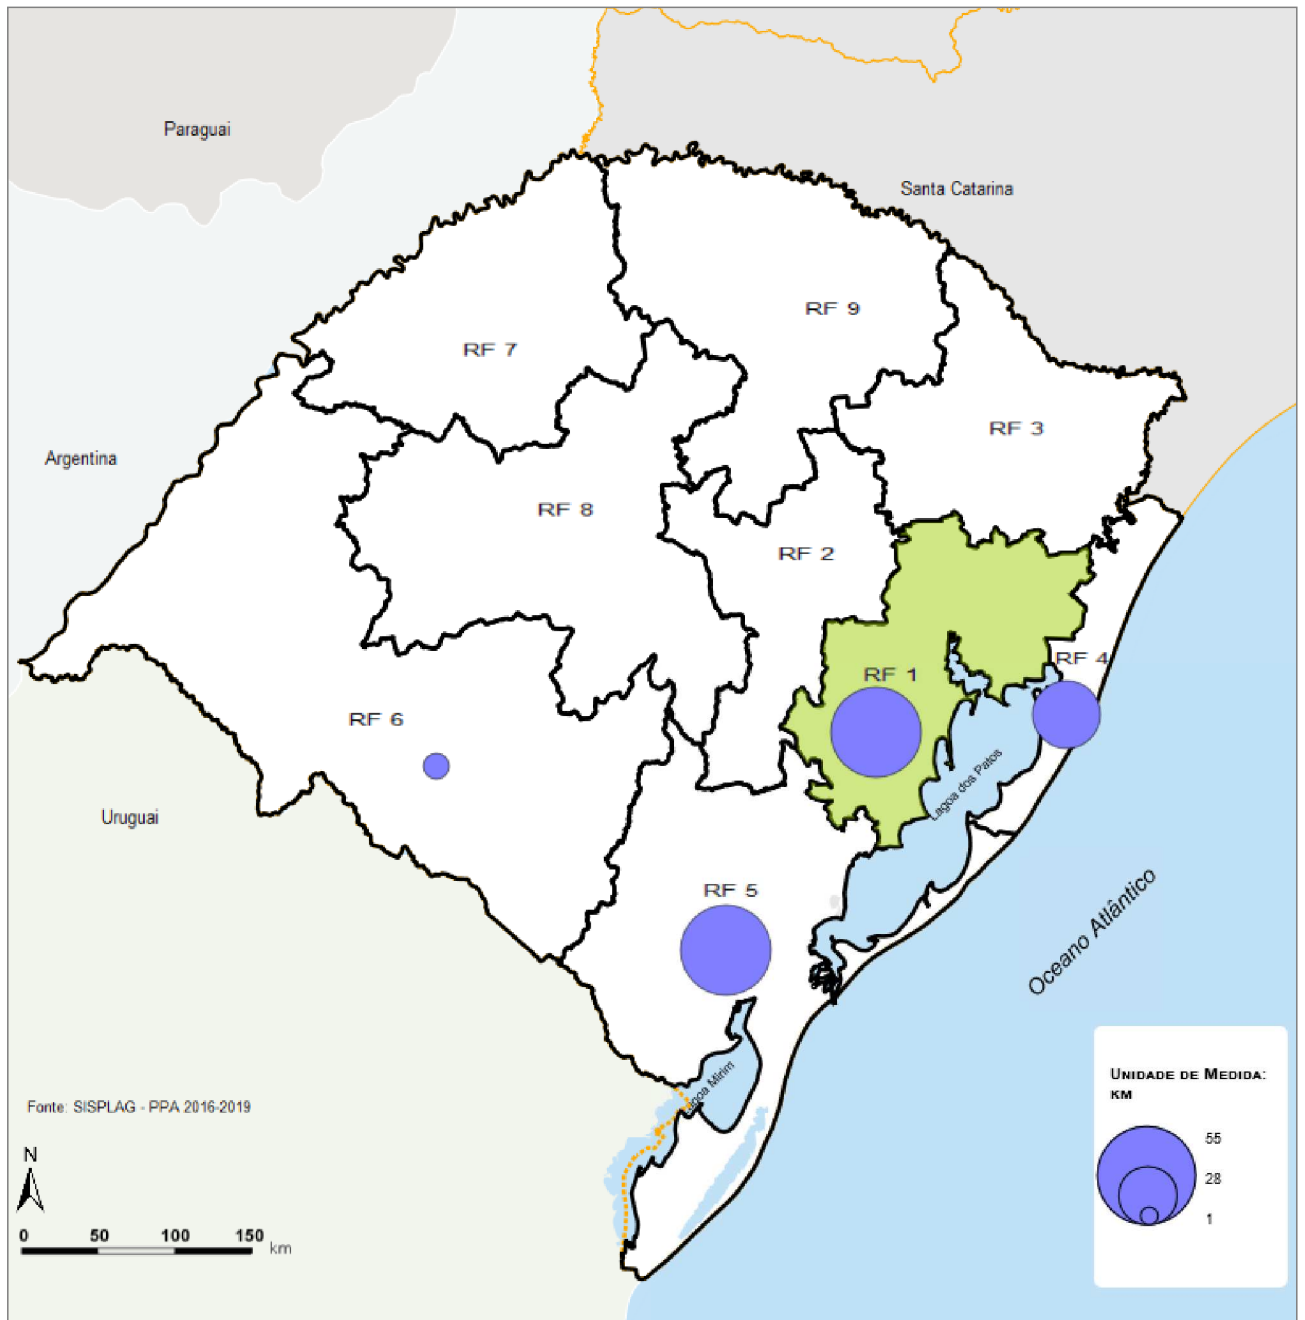 Paraguai
Santa Catarina
RF 9
RF 7
RF 3
Argentina
RF 8
RF 2
RF 4
RF 1
RF 6
Lagoa dos Patos
Uruguai
RF 5
Oceano Atlântico
Lagoa Mirim
UNIDADE DE MEDIDA:
KM
55
28
1
Fonte: SISPLAG - PPA 2016-2019
N
0 50 100 150
km